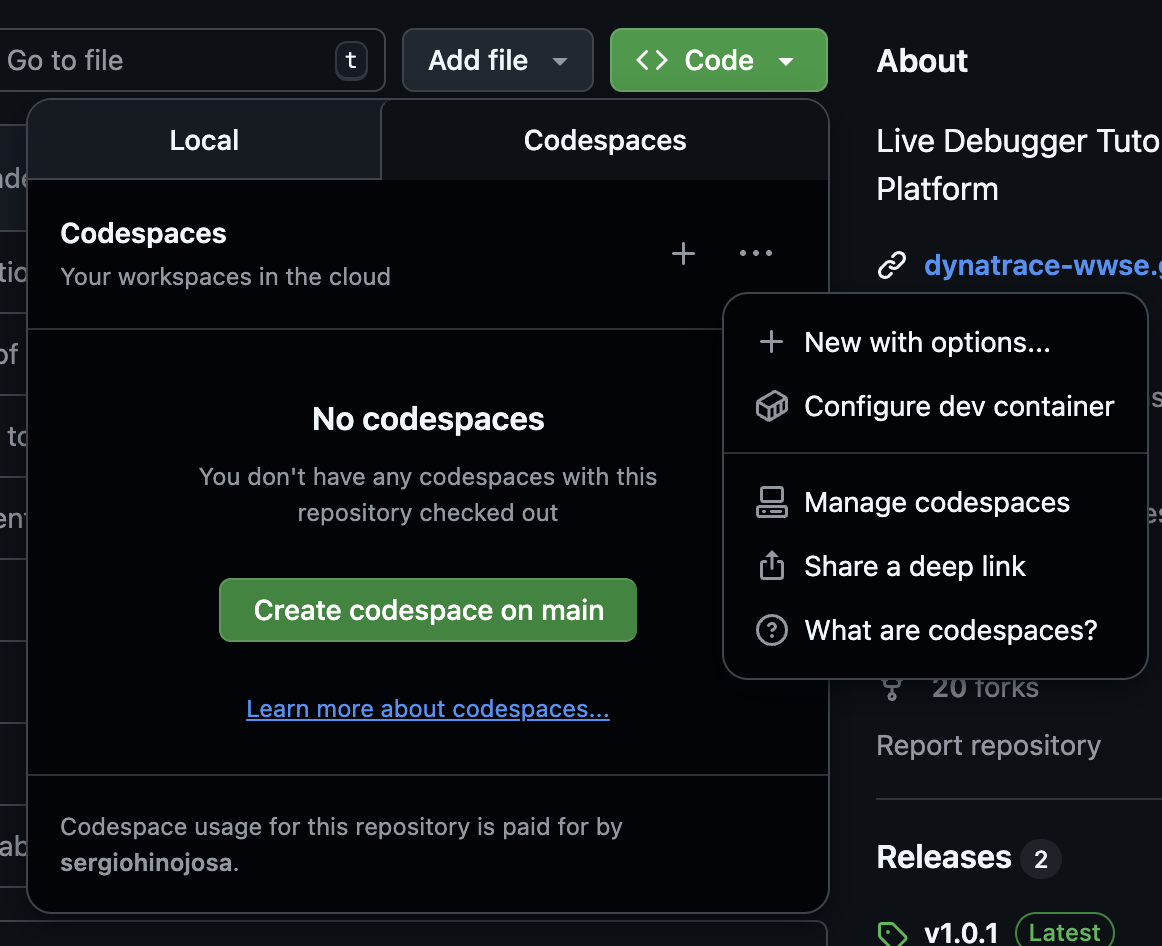 Go to file
t
Add file
Code
About
Local
Codespaces
Live Debugger Tuto
Platform
dynatrace-wwse.
Codespaces
Your workspaces in the cloud
New with options...
Configure dev container
Manage codespaces
Share a deep link
What are codespaces?
No codespaces
You don't have any codespaces with this
repository checked out
Create codespace on main
Learn more about codespaces...
20 forks
Report repository
Codespace usage for this repository is paid for by
sergiohinojosa.
Releases 2
v1.0.1 Latest
of
to